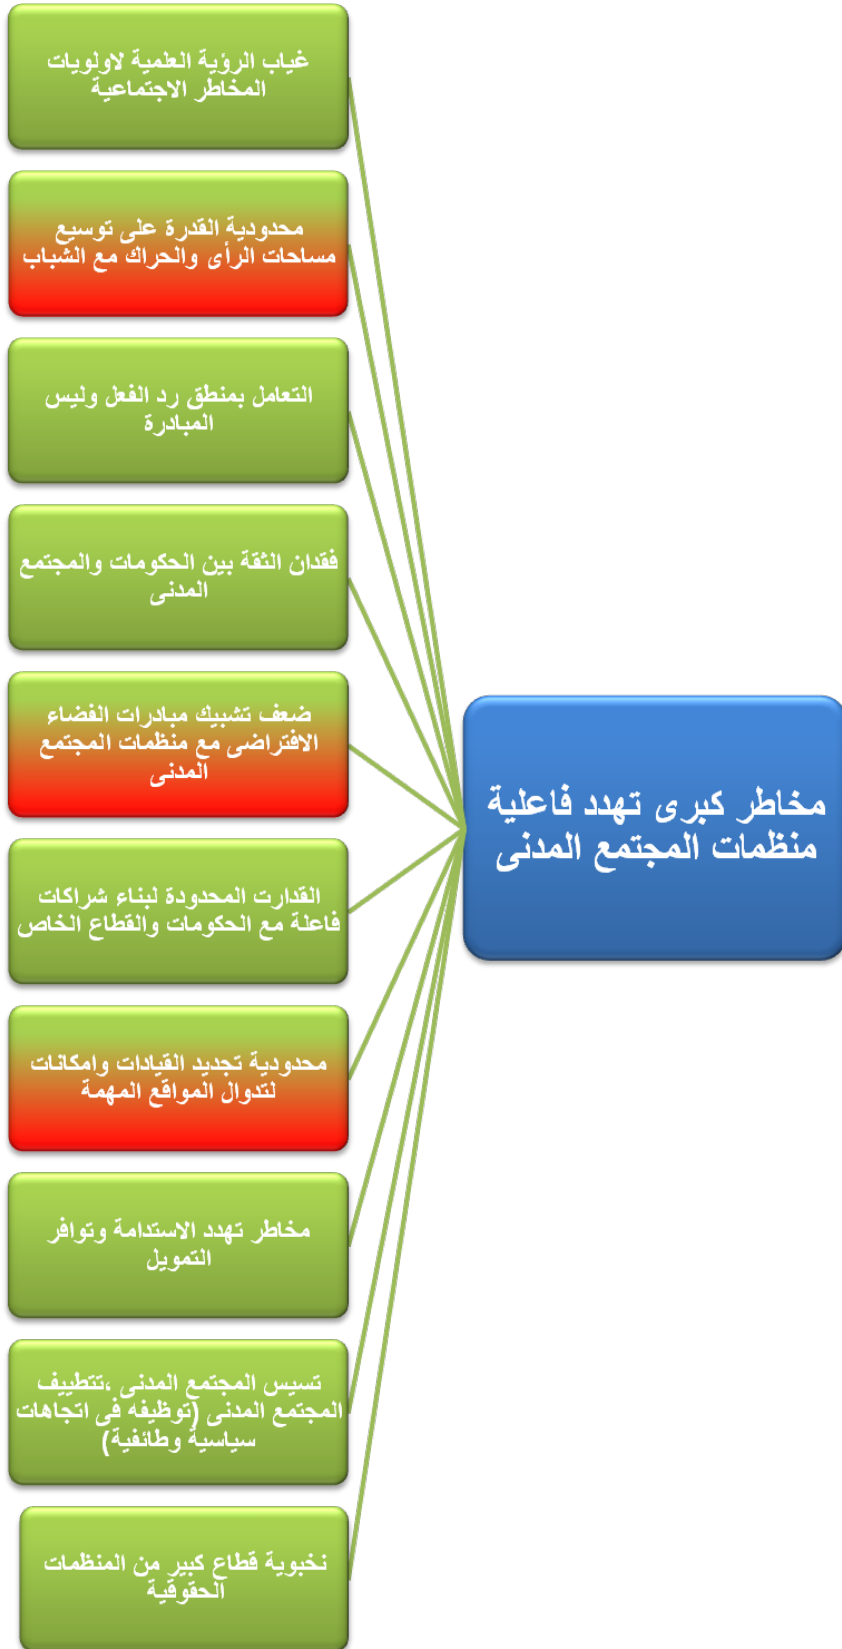 مخاطر كبرى تهدد فاعلية
منظمات المجتمع المدنى
غياب الرؤية العلمية لاولويات
المخاطر الاجتماعية
محدودية القدرة على توسيع
مساحات الرأى والحراك مع الشباب
التعامل بمنطق رد الفعل وليس
المبادرة
فقدان الثقة بين الحكومات والمجتمع
المدنى
ضعف تشبيك مبادرات الفضاء
الافتراضى مع منظمات المجتمع
المدنى
القدارت المحدودة لبناء شراكات
فاعلة مع الحكومات والقطاع الخاص
محدودية تجديد القيادات وامكانات
لتدوال المواقع المهمة
مخاطر تهدد الاستدامة وتوافر
التمويل
تسيس المجتمع المدنى ،تتطييف
المجتمع المدنى (توظيفه فى اتجاهات
سياسية وطائفية)
نخبوية قطاع كبير من المنظمات
الحقوقية